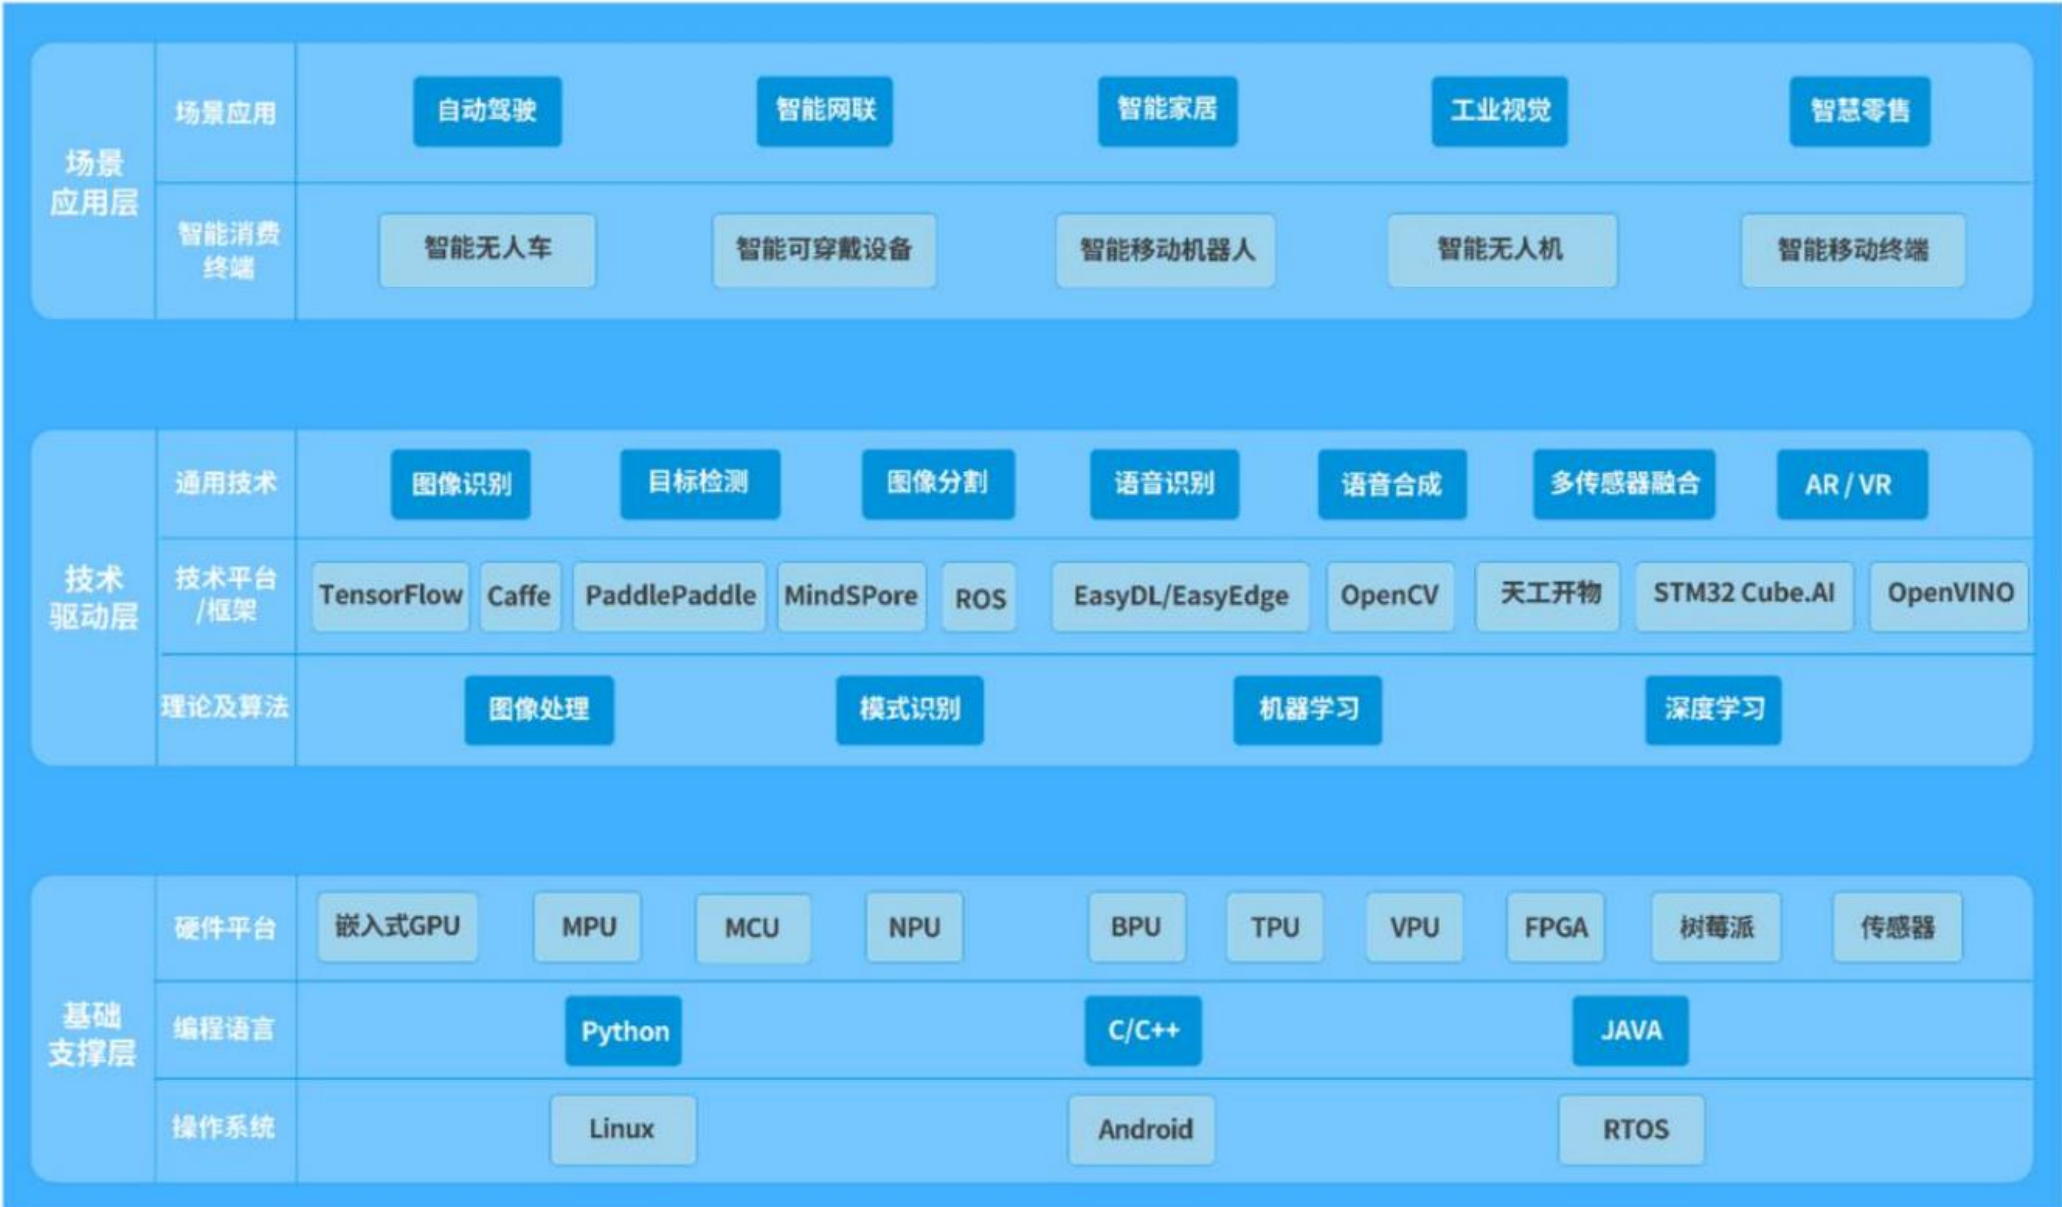 场景
应用层
场景应用
自动驾驶
智能网联
智能家居
工业视觉
智慧零售
智能消费
终端
智能无人车
智能可穿戴设备
智能移动机器人
智能无人机
智能移动终端
技术
驱动层
通用技术
图像识别
目标检测
图像分割
语音识别
语音合成
多传感器融合
AR / VR
技术平台
/框架
TensorFlow
Caffe
PaddlePaddle
MindSPore
ROS
EasyDL/EasyEdge
OpenCV
天工开物
STM32 Cube.AI
OpenVINO
理论及算法
图像处理
模式识别
机器学习
深度学习
基础
支撑层
硬件平台
嵌入式GPU
MPU
MCU
NPU
BPU
TPU
VPU
FPGA
树莓派
传感器
编程语言
Python
C/C++
JAVA
操作系统
Linux
Android
RTOS